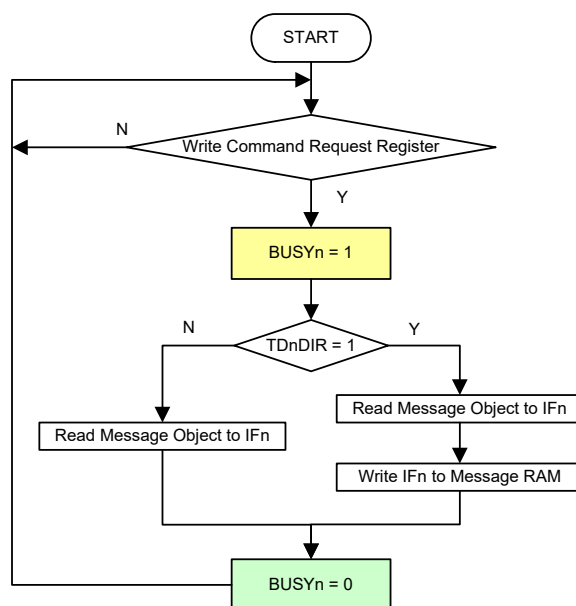 START
N
Write Command Request Register
Y
BUSYn = 1
N
Y
TDnDIR = 1
Read Message Object to IFn
Read Message Object to IFn
Write IFn to Message RAM
BUSYn = 0